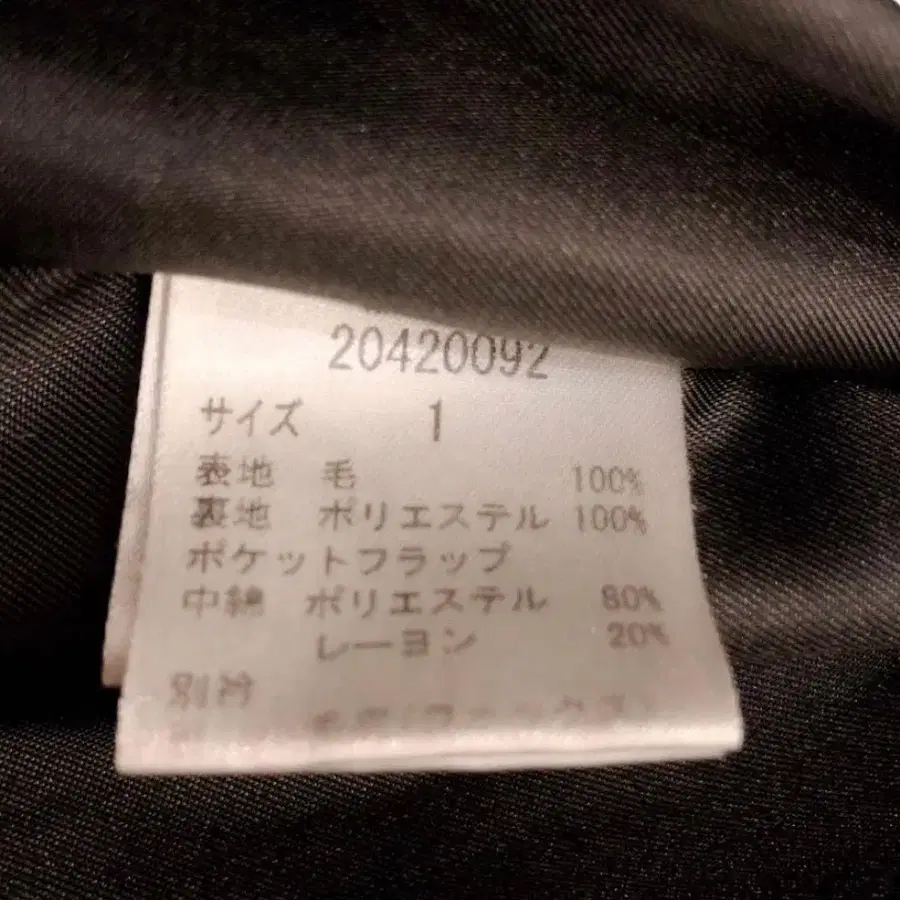 20420092
サイズ 1
表地 毛 100%
裏地 ポリエステル 100%
ポケットフラップ
中綿 ポリエステル 80%
レーヨン 20%
別衿